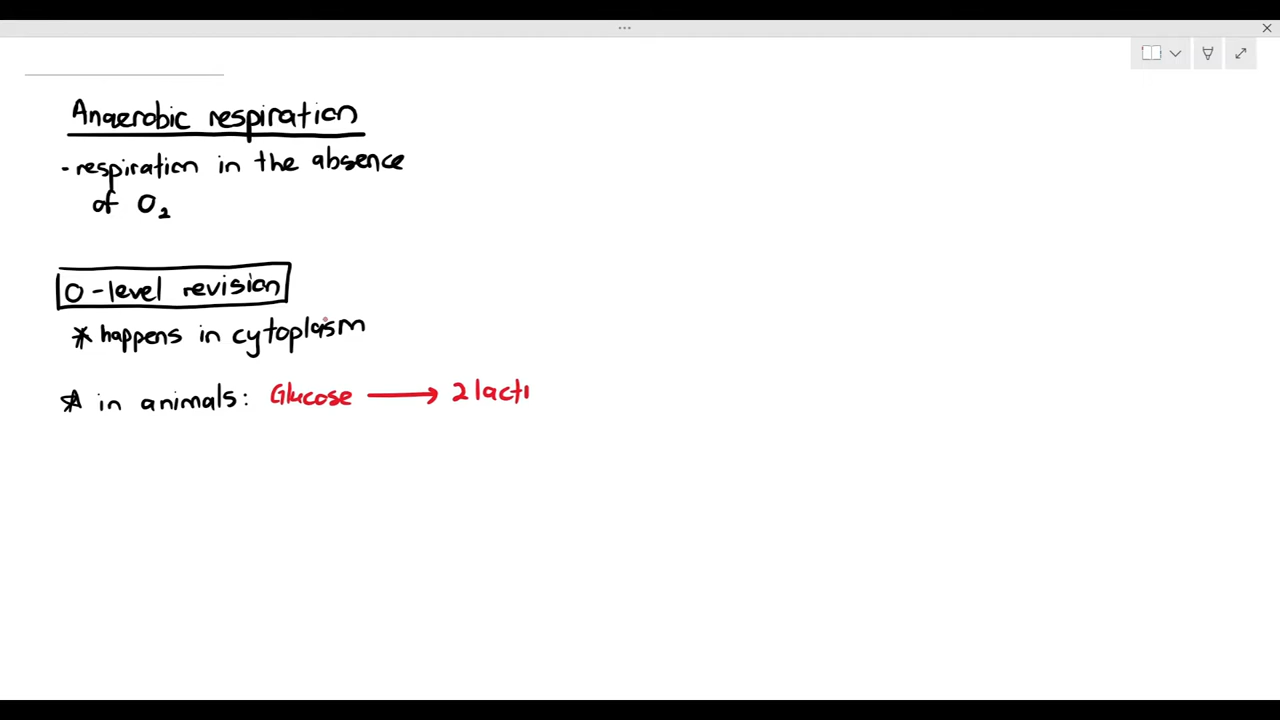 Anaerobic respiration
- respiration in the absence
of O₂
O-level revision
* happens in cytoplasm
* in animals: Glucose ⟶ 2 lacti